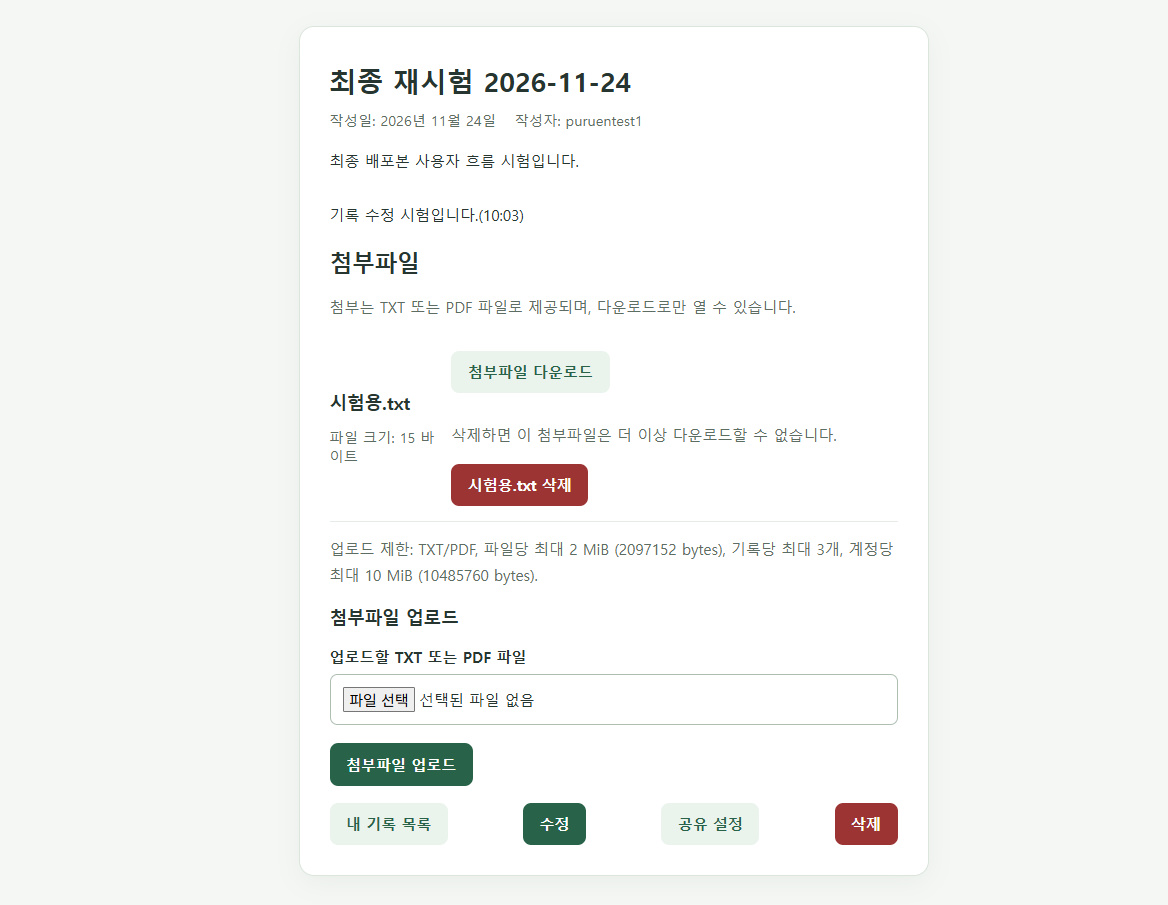 최종 재시험 2026-11-24
작성일: 2026년 11월 24일 작성자: puruentest1
최종 배포본 사용자 흐름 시험입니다.
기록 수정 시험입니다.(10:03)
첨부파일
첨부는 TXT 또는 PDF 파일로 제공되며, 다운로드로만 열 수 있습니다.
시험용.txt
파일 크기: 15 바
이트
첨부파일 다운로드
삭제하면 이 첨부파일은 더 이상 다운로드할 수 없습니다.
시험용.txt 삭제
업로드 제한: TXT/PDF, 파일당 최대 2 MiB (2097152 bytes), 기록당 최대 3개, 계정당
최대 10 MiB (10485760 bytes).
첨부파일 업로드
업로드할 TXT 또는 PDF 파일
파일 선택 선택된 파일 없음
첨부파일 업로드
내 기록 목록 수정 공유 설정 삭제